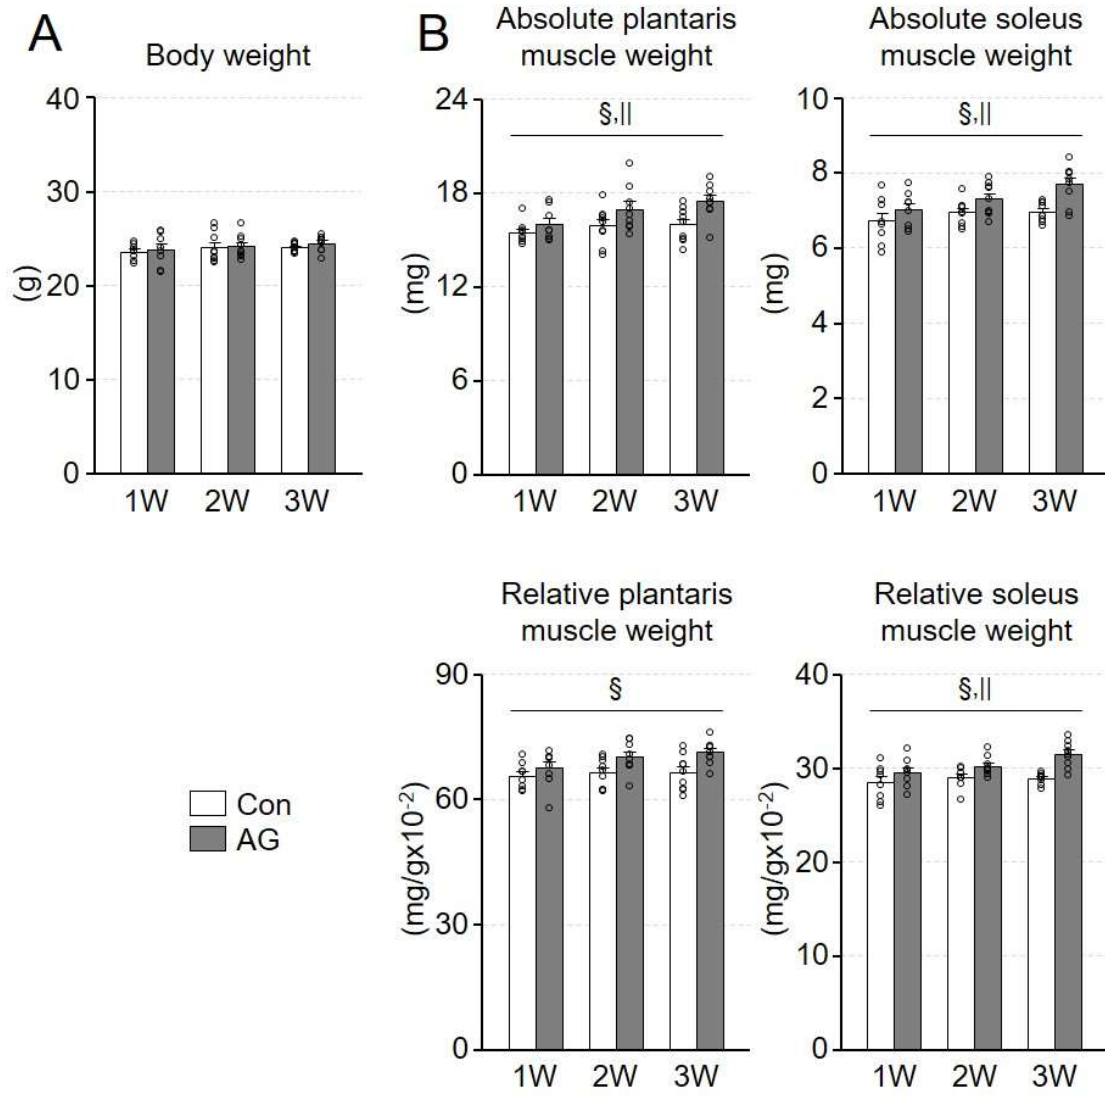 A
Body weight
40
30
20
10
0
(g)
1W 2W 3W
B
Absolute plantaris
muscle weight
24
18
12
6
0
(mg)
§,||
1W 2W 3W
Absolute soleus
muscle weight
10
8
6
4
2
0
(mg)
§,||
1W 2W 3W
Con
AG
Relative plantaris
muscle weight
90
60
30
0
(mg/gx10-2)
§
1W 2W 3W
Relative soleus
muscle weight
40
30
20
10
0
(mg/gx10-2)
§,||
1W 2W 3W